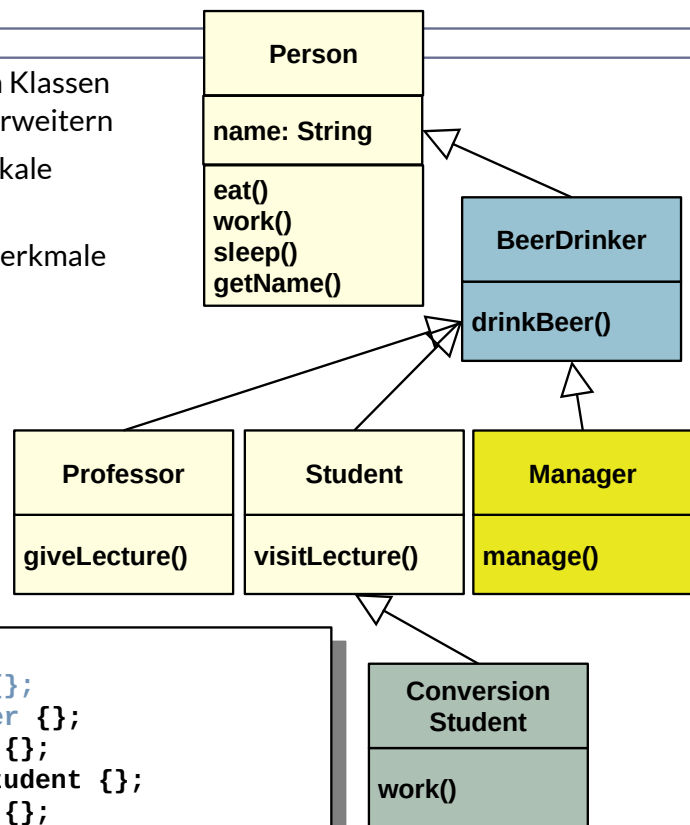 Klassen
rweitern
kale
erkmale
Person
name: String
eat()
work()
sleep()
getName()
BeerDrinker
drinkBeer()
Professor
giveLecture()
Student
visitLecture()
Manager
manage()
{};
er {};
{};
tudent {};
{};
Conversion
Student
work()